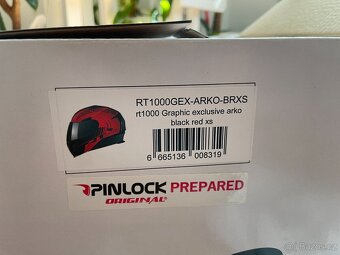 RT1000GEX-ARKO-BRXS
rt1000 Graphic exclusive arko
black red xs
6 665136 008319
PINLOCK PREPARED
ORIGINAL